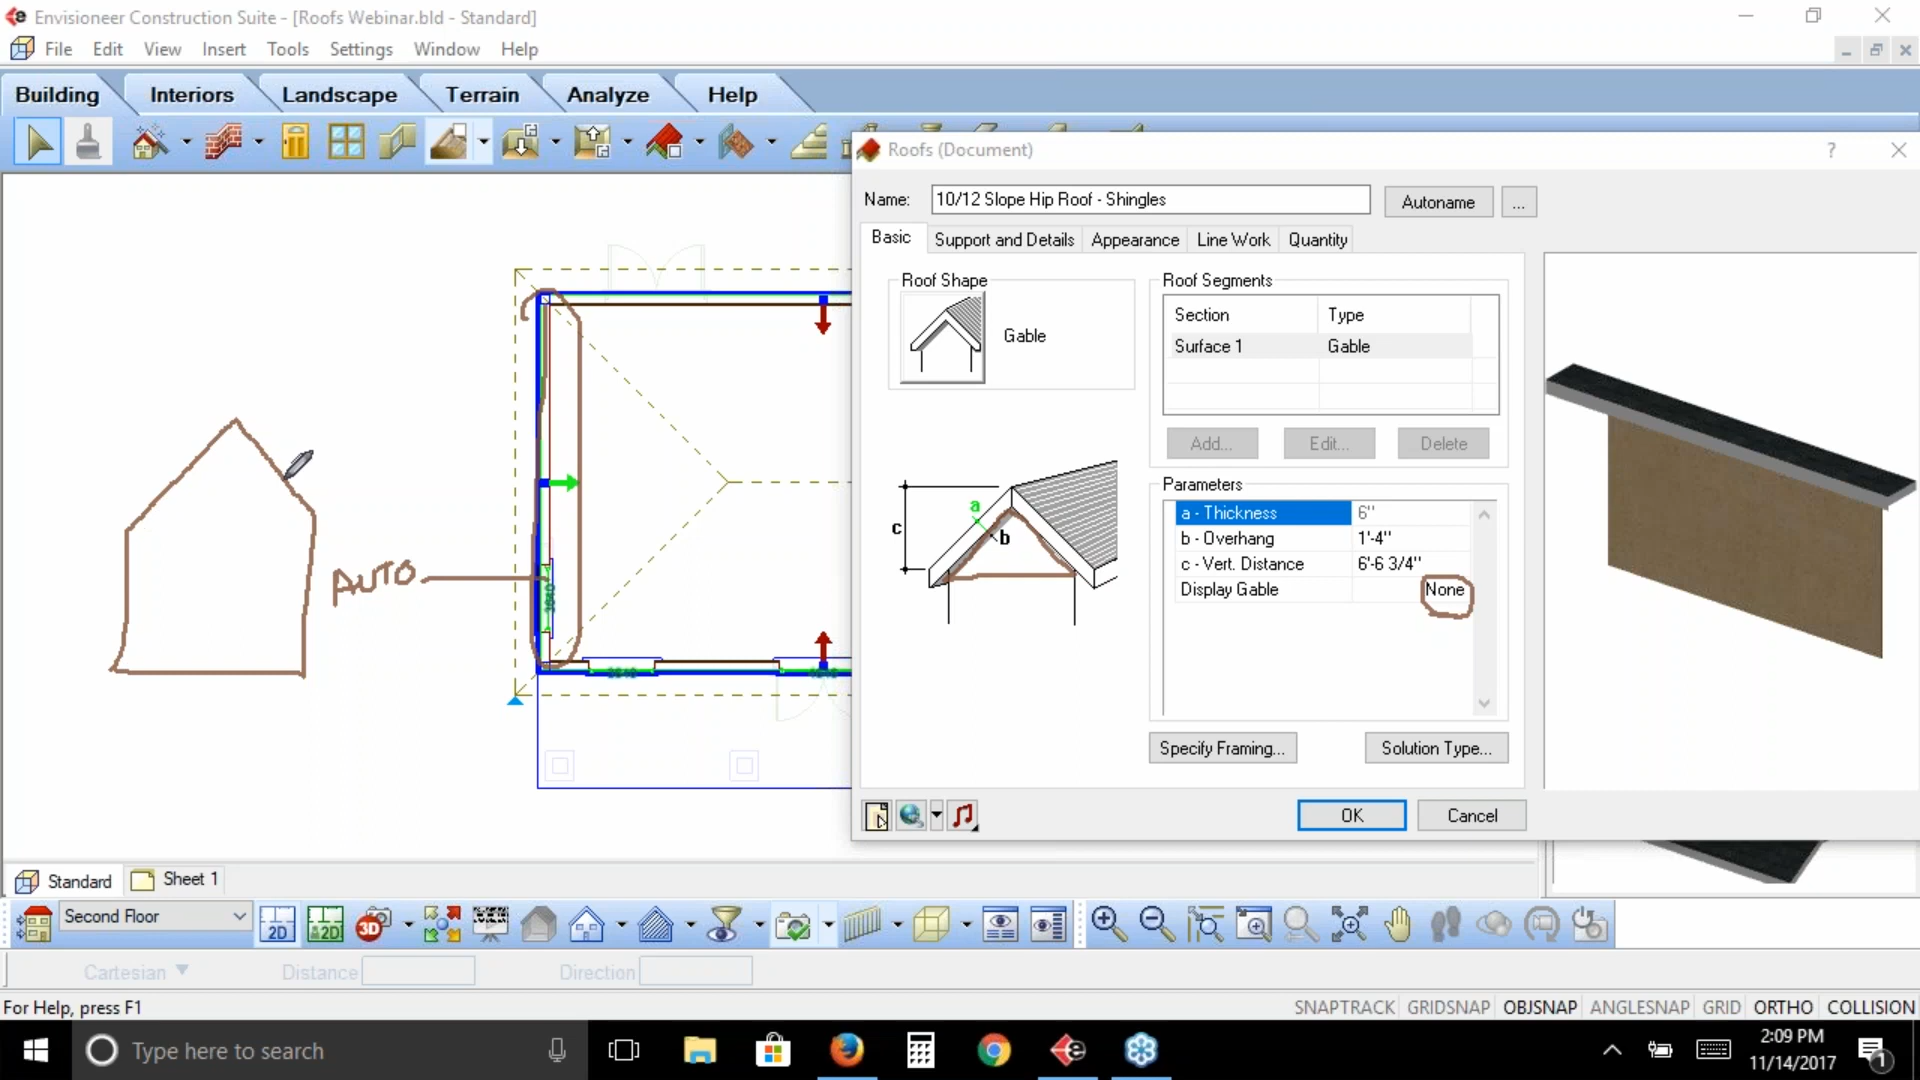 Envisioneer Construction Suite - [Roofs Webinar.bld - Standard]
File Edit View Insert Tools Settings Window Help
Building Interiors Landscape Terrain Analyze Help
Roofs (Document) ?
Name: 10/12 Slope Hip Roof - Shingles Autoname ...
Basic Support and Details Appearance Line Work Quantity
Roof Shape
Gable
Roof Segments
Section Type
Surface 1 Gable
Add... Edit... Delete
c a b
Parameters
a - Thickness 6"
b - Overhang 1'-4"
c - Vert. Distance 6'-6 3/4"
Display Gable None
Specify Framing... Solution Type...
OK Cancel
AUTO
Standard Sheet 1
Second Floor 2D 2D 3D
Cartesian Distance Direction
For Help, press F1
SNAPTRACK GRIDSNAP OBJSNAP ANGLESNAP GRID ORTHO COLLISION
Type here to search
2:09 PM
11/14/2017
1